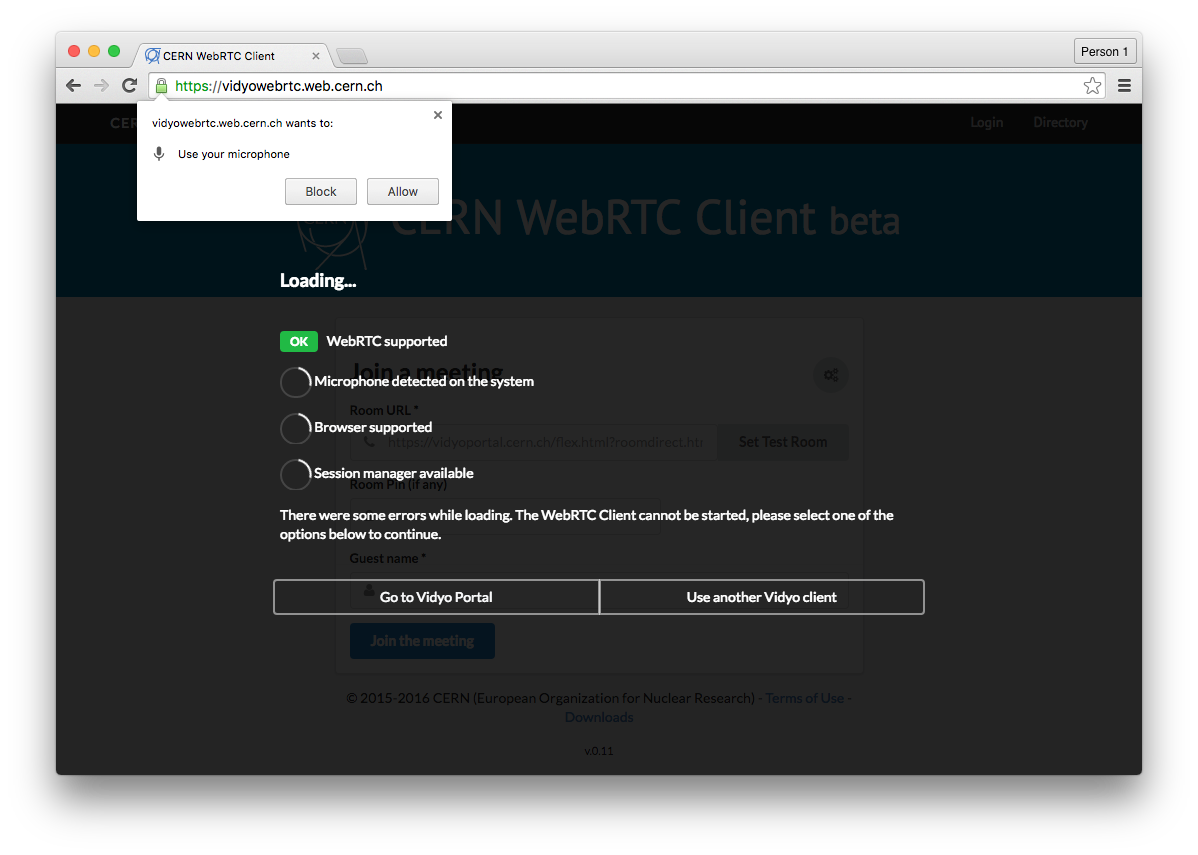 CERN WebRTC Client
Person 1
https://vidyowebrtc.web.cern.ch
CER
Login
Directory
vidyowebrtc.web.cern.ch wants to:
Use your microphone
Block
Allow
CERN WebRTC Client beta
Loading...
OK WebRTC supported
Join a meeting
Microphone detected on the system
Room URL *
Browser supported
https://vidyoportal.cern.ch/flex.html?roomdirect.ht
Set Test Room
Session manager available
Room Pin (if any)
There were some errors while loading. The WebRTC Client cannot be started, please select one of the
options below to continue.
Guest name *
Go to Vidyo Portal
Use another Vidyo client
Join the meeting
© 2015-2016 CERN (European Organization for Nuclear Research) - Terms of Use -
Downloads
v.0.11